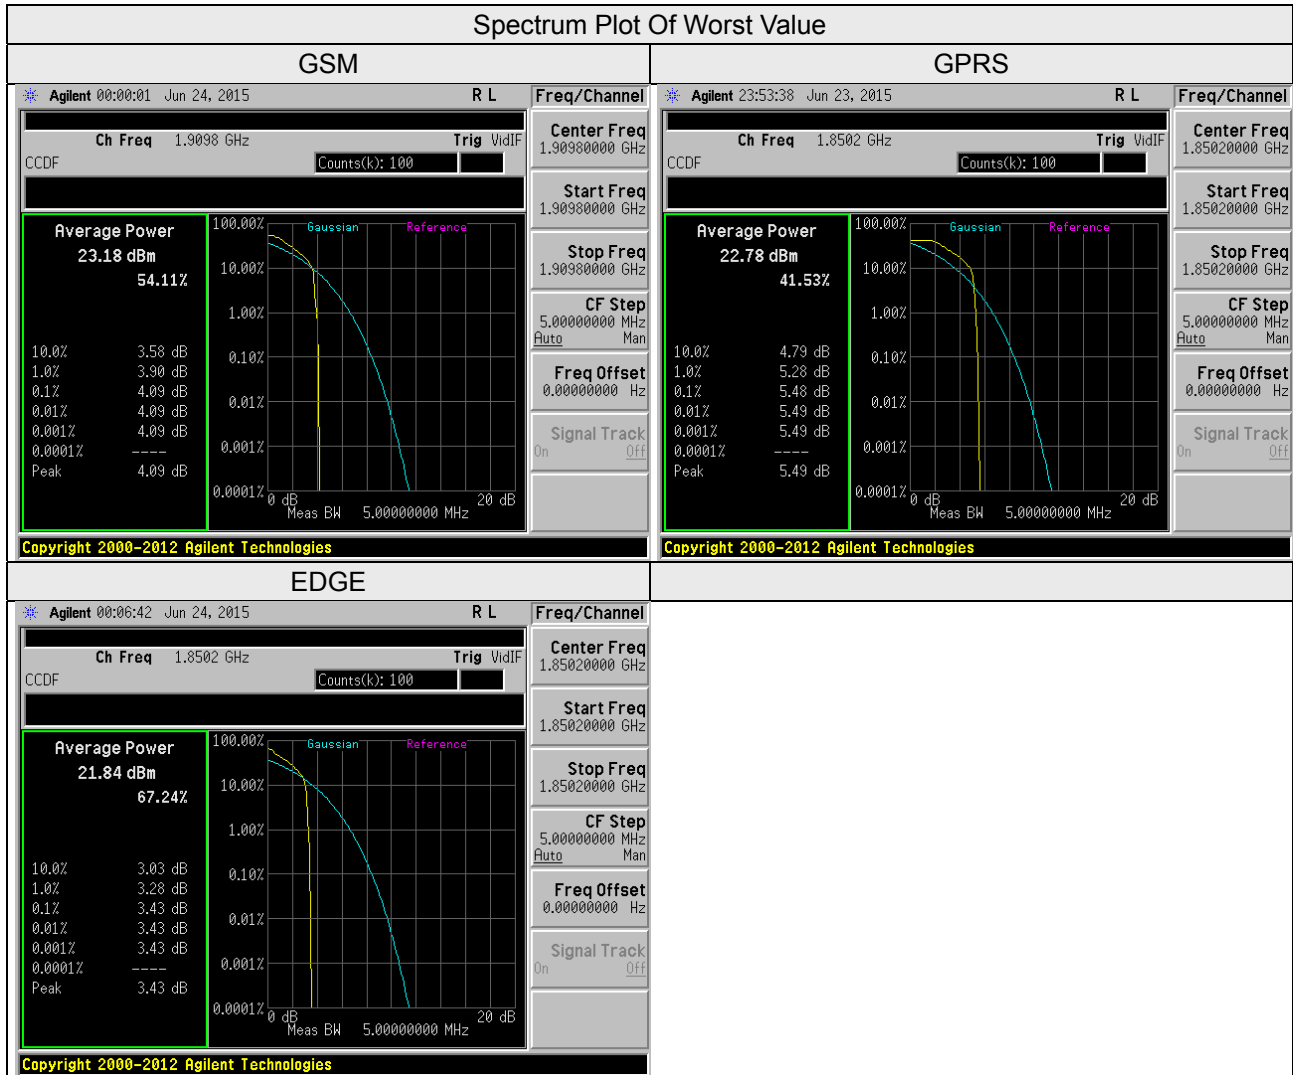 Spectrum Plot Of Worst Value
GSM
Agilent 00:00:01 Jun 24, 2015 R L
Freq/Channel
Ch Freq 1.9098 GHz Trig VidIF
CCDF Counts(k): 100
Average Power
23.18 dBm
54.11%
10.0% 3.58 dB
1.0% 3.90 dB
0.1% 4.09 dB
0.01% 4.09 dB
0.001% 4.09 dB
0.0001% ----
Peak 4.09 dB
Gaussian Reference
100.00%
10.00%
1.00%
0.10%
0.01%
0.001%
0.0001%
0 dB 20 dB
Meas BW 5.00000000 MHz
Center Freq
1.90980000 GHz
Start Freq
1.90980000 GHz
Stop Freq
1.90980000 GHz
CF Step
5.00000000 MHz
Auto Man
Freq Offset
0.00000000 Hz
Signal Track
On Off
Copyright 2000-2012 Agilent Technologies
GPRS
Agilent 23:53:38 Jun 23, 2015 R L
Freq/Channel
Ch Freq 1.8502 GHz Trig VidIF
CCDF Counts(k): 100
Average Power
22.78 dBm
41.53%
10.0% 4.79 dB
1.0% 5.28 dB
0.1% 5.48 dB
0.01% 5.49 dB
0.001% 5.49 dB
0.0001% ----
Peak 5.49 dB
Gaussian Reference
100.00%
10.00%
1.00%
0.10%
0.01%
0.001%
0.0001%
0 dB 20 dB
Meas BW 5.00000000 MHz
Center Freq
1.85020000 GHz
Start Freq
1.85020000 GHz
Stop Freq
1.85020000 GHz
CF Step
5.00000000 MHz
Auto Man
Freq Offset
0.00000000 Hz
Signal Track
On Off
Copyright 2000-2012 Agilent Technologies
EDGE
Agilent 00:06:42 Jun 24, 2015 R L
Freq/Channel
Ch Freq 1.8502 GHz Trig VidIF
CCDF Counts(k): 100
Average Power
21.84 dBm
67.24%
10.0% 3.03 dB
1.0% 3.28 dB
0.1% 3.43 dB
0.01% 3.43 dB
0.001% 3.43 dB
0.0001% ----
Peak 3.43 dB
Gaussian Reference
100.00%
10.00%
1.00%
0.10%
0.01%
0.001%
0.0001%
0 dB 20 dB
Meas BW 5.00000000 MHz
Center Freq
1.85020000 GHz
Start Freq
1.85020000 GHz
Stop Freq
1.85020000 GHz
CF Step
5.00000000 MHz
Auto Man
Freq Offset
0.00000000 Hz
Signal Track
On Off
Copyright 2000-2012 Agilent Technologies